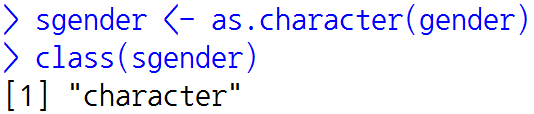 > sgender <- as.character(gender)
> class(sgender)
[1] "character"